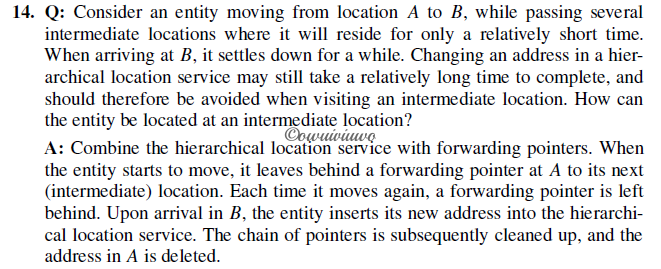 14. Q: Consider an entity moving from location A to B, while passing several
intermediate locations where it will reside for only a relatively short time.
When arriving at B, it settles down for a while. Changing an address in a hier-
archical location service may still take a relatively long time to complete, and
should therefore be avoided when visiting an intermediate location. How can
the entity be located at an intermediate location?
A: Combine the hierarchical location service with forwarding pointers. When
the entity starts to move, it leaves behind a forwarding pointer at A to its next
(intermediate) location. Each time it moves again, a forwarding pointer is left
behind. Upon arrival in B, the entity inserts its new address into the hierarchi-
cal location service. The chain of pointers is subsequently cleaned up, and the
address in A is deleted.